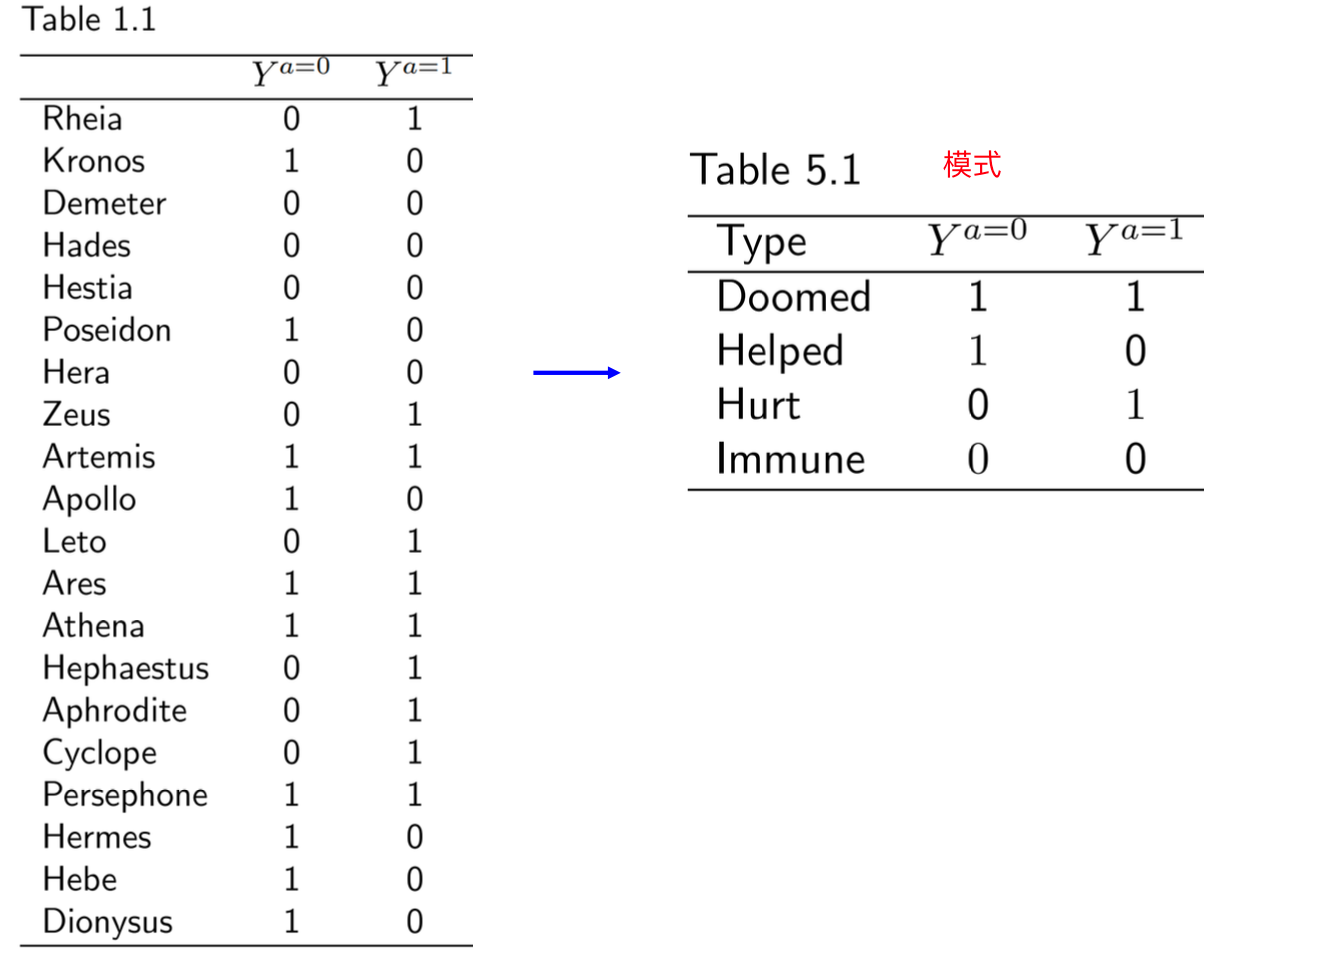 Table 1.1
Y^{a=0} Y^{a=1}
Rheia 0 1
Kronos 1 0
Demeter 0 0
Hades 0 0
Hestia 0 0
Poseidon 1 0
Hera 0 0
Zeus 0 1
Artemis 1 1
Apollo 1 0
Leto 0 1
Ares 1 1
Athena 1 1
Hephaestus 0 1
Aphrodite 0 1
Cyclope 0 1
Persephone 1 1
Hermes 1 0
Hebe 1 0
Dionysus 1 0
Table 5.1 模式
Type Y^{a=0} Y^{a=1}
Doomed 1 1
Helped 1 0
Hurt 0 1
Immune 0 0